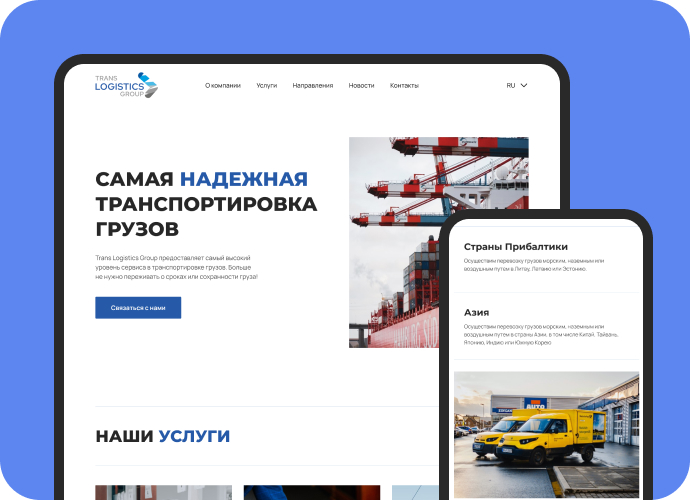 TRANS
LOGISTICS
GROUP
О компании
Услуги
Направления
Новости
Контакты
RU
САМАЯ НАДЕЖНАЯ
ТРАНСПОРТИРОВКА
ГРУЗОВ
Trans Logistics Group предоставляет самый высокий
уровень сервиса в транспортировке грузов. Больше
не нужно переживать о сроках или сохранности груза!
Связаться с нами
НАШИ УСЛУГИ
Страны Прибалтики
Осуществим перевозку грузов морским, наземным или
воздушным путем в Литву, Латвию или Эстонию.
Азия
Осуществим перевозку грузов морским, наземным или
воздушным путем в страны Азии, в том числе Китай, Тайвань,
Японию, Индию или Южную Корею.
AUTO